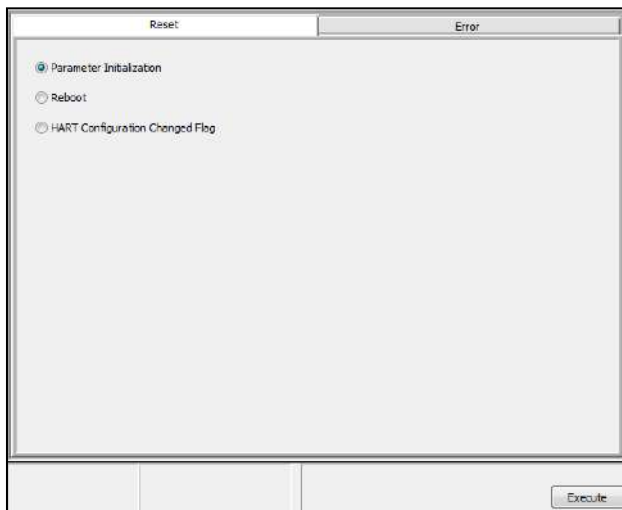 Reset
Error
Parameter Initialization
Reboot
HART Configuration Changed Flag
Execute